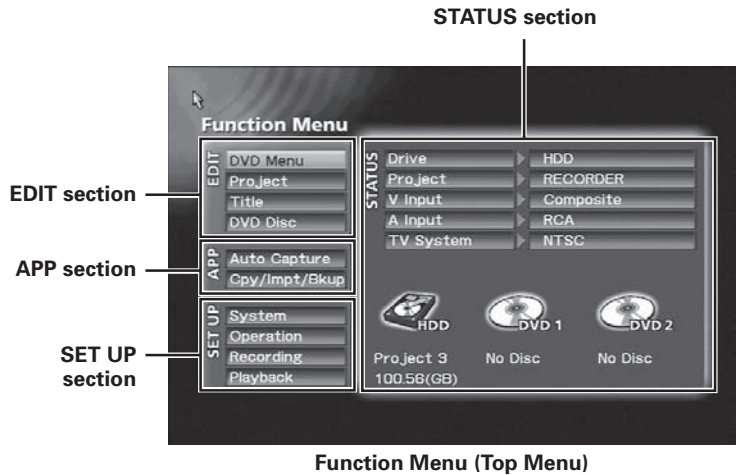 STATUS section
Function Menu
EDIT section
EDIT
DVD Menu
Project
Title
DVD Disc
APP section
APP
Auto Capture
Cpy/Impt/Bkup
SET UP section
SET UP
System
Operation
Recording
Playback
STATUS
Drive HDD
Project RECORDER
V Input Composite
A Input RCA
TV System NTSC
HDD
DVD 1
DVD 2
Project 3
No Disc
No Disc
100.56(GB)
Function Menu (Top Menu)